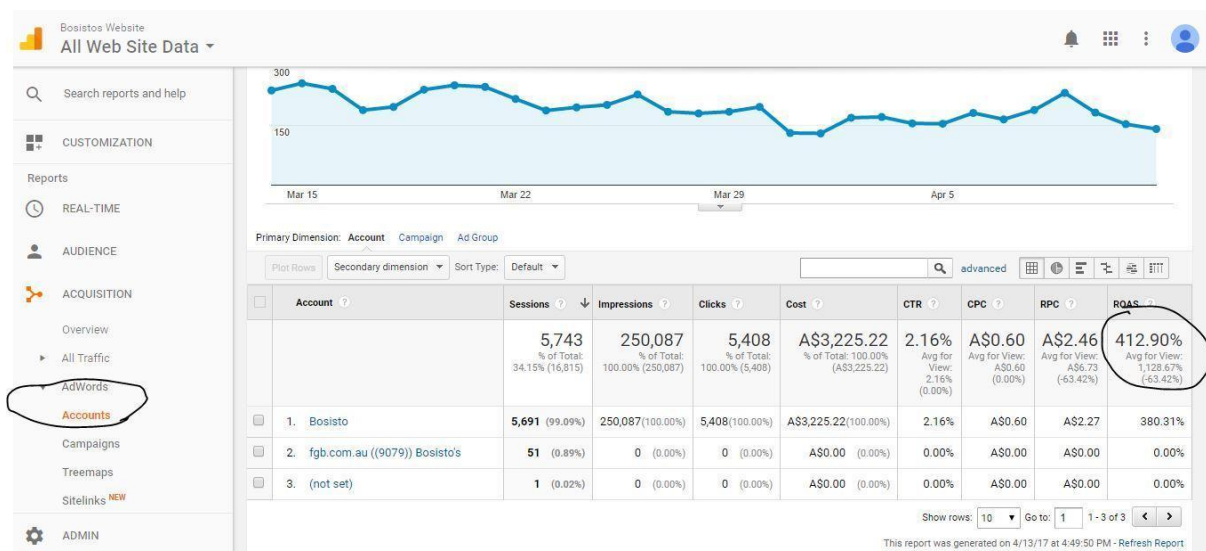 Bosistos Website
All Web Site Data
Search reports and help
CUSTOMIZATION
Reports
REAL-TIME
AUDIENCE
ACQUISITION
Overview
All Traffic
AdWords
Accounts
Campaigns
Treemaps
Sitelinks NEW
ADMIN
300
150
Mar 15 Mar 22 Mar 29 Apr 5
Primary Dimension: Account Campaign Ad Group
Plot Rows Secondary dimension Sort Type: Default advanced
Account ? Sessions ? Impressions ? Clicks ? Cost ? CTR ? CPC ? RPC ? ROAS ?
5,743 250,087 5,408 A$3,225.22 2.16% A$0.60 A$2.46 412.90%
% of Total: % of Total: % of Total: % of Total: 100.00% Avg for Avg for View: Avg for View: Avg for View:
34.15% (16,815) 100.00% (250,087) 100.00% (5,408) (A$3,225.22) View: A$0.60 A$6.73 1,128.67%
2.16% (0.00%) (-63.42%) (-63.42%)
(0.00%)
1. Bosisto 5,691 (99.09%) 250,087(100.00%) 5,408(100.00%) A$3,225.22(100.00%) 2.16% A$0.60 A$2.27 380.31%
2. fgb.com.au ((9079)) Bosisto's 51 (0.89%) 0 (0.00%) 0 (0.00%) A$0.00 (0.00%) 0.00% A$0.00 A$0.00 0.00%
3. (not set) 1 (0.02%) 0 (0.00%) 0 (0.00%) A$0.00 (0.00%) 0.00% A$0.00 A$0.00 0.00%
Show rows: 10 Go to: 1 1 - 3 of 3
This report was generated on 4/13/17 at 4:49:50 PM - Refresh Report